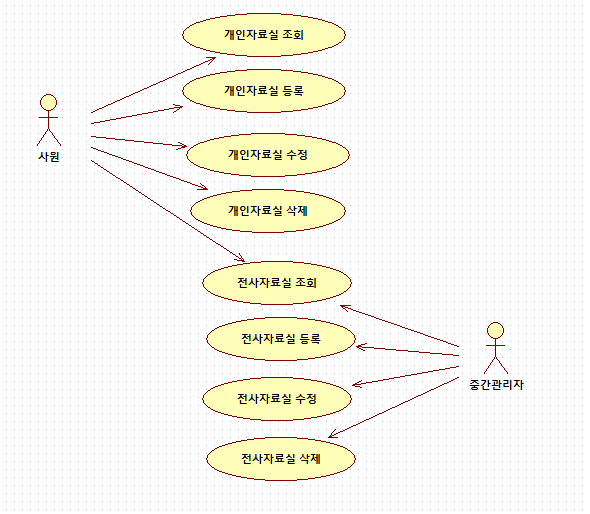 개인자료실 조회
개인자료실 등록
사원
개인자료실 수정
개인자료실 삭제
전사자료실 조회
전사자료실 등록
중간관리자
전사자료실 수정
전사자료실 삭제